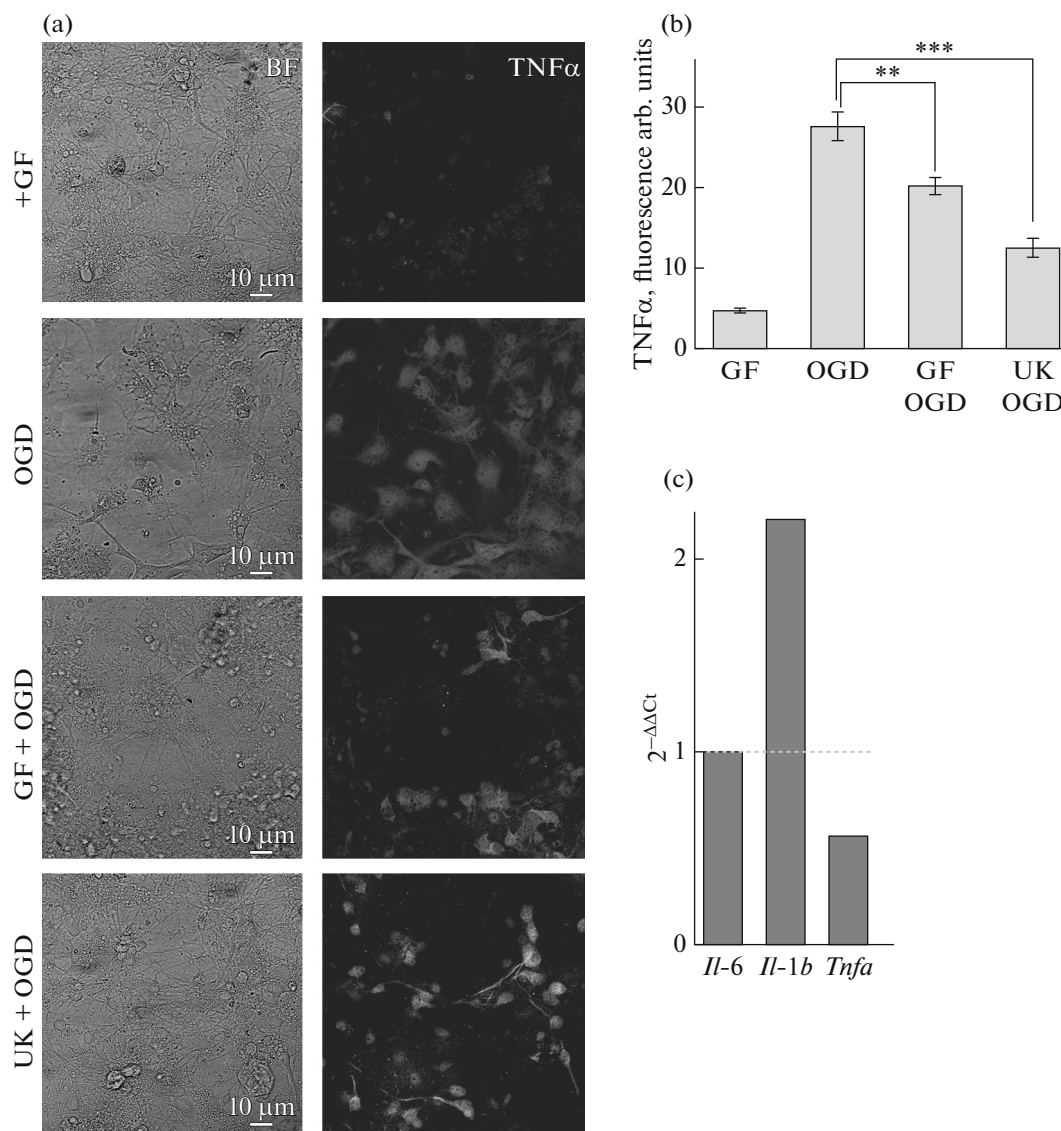 (a)
BF
TNFα
+GF
10 µm
OGD
10 µm
GF + OGD
10 µm
UK + OGD
10 µm
(b)
TNFα, fluorescence arb. units
30
20
10
0
***
**
GF OGD GF UK
OGD OGD
(c)
2^−ΔΔCt
2
1
0
Il-6 Il-1b Tnfa